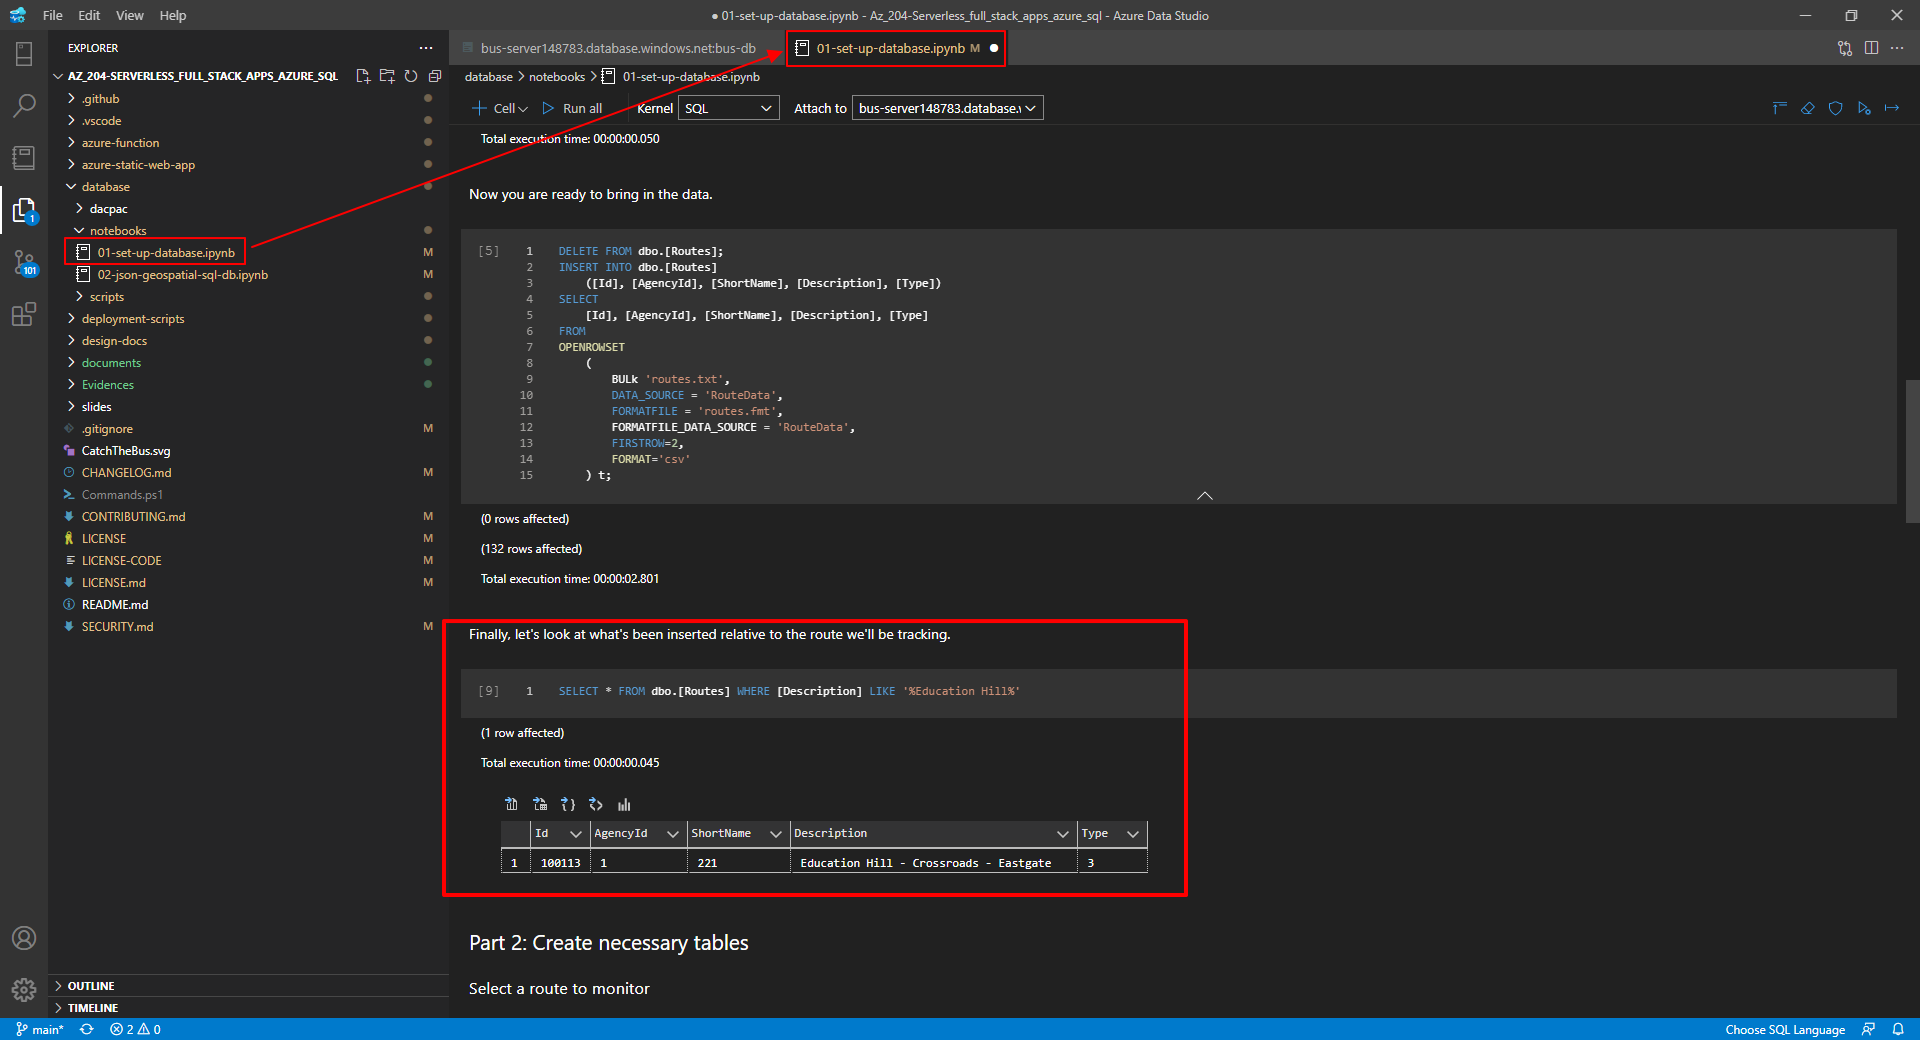 File Edit View Help
● 01-set-up-database.ipynb - Az_204-Serverless_full_stack_apps_azure_sql - Azure Data Studio
EXPLORER
AZ_204-SERVERLESS_FULL_STACK_APPS_AZURE_SQL
.github
.vscode
azure-function
azure-static-web-app
database
dacpac
notebooks
01-set-up-database.ipynb M
02-json-geospatial-sql-db.ipynb M
scripts
deployment-scripts
design-docs
documents
Evidences
slides
.gitignore M
CatchTheBus.svg
CHANGELOG.md M
Commands.ps1
CONTRIBUTING.md M
LICENSE M
LICENSE-CODE M
LICENSE.md M
README.md
SECURITY.md M
OUTLINE
TIMELINE
1
101
bus-server148783.database.windows.net:bus-db
01-set-up-database.ipynb M
database > notebooks > 01-set-up-database.ipynb
Cell Run all Kernel SQL Attach to bus-server148783.database.
Total execution time: 00:00:00.050
Now you are ready to bring in the data.
[5] 1 DELETE FROM dbo.[Routes];
2 INSERT INTO dbo.[Routes]
3 ([Id], [AgencyId], [ShortName], [Description], [Type])
4 SELECT
5 [Id], [AgencyId], [ShortName], [Description], [Type]
6 FROM
7 OPENROWSET
8 (
9 BULk 'routes.txt',
10 DATA_SOURCE = 'RouteData',
11 FORMATFILE = 'routes.fmt',
12 FORMATFILE_DATA_SOURCE = 'RouteData',
13 FIRSTROW=2,
14 FORMAT='csv'
15 ) t;
(0 rows affected)
(132 rows affected)
Total execution time: 00:00:02.801
Finally, let's look at what's been inserted relative to the route we'll be tracking.
[9] 1 SELECT * FROM dbo.[Routes] WHERE [Description] LIKE '%Education Hill%'
(1 row affected)
Total execution time: 00:00:00.045
Id AgencyId ShortName Description Type
1 100113 1 221 Education Hill - Crossroads - Eastgate 3
Part 2: Create necessary tables
Select a route to monitor
main* 2 0 Choose SQL Language